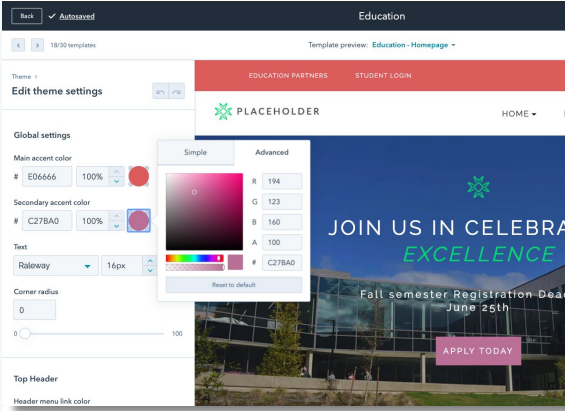 Back
Autosaved
Education
18/30 templates
Template preview: Education - Homepage
Theme
Edit theme settings
EDUCATION PARTNERS
STUDENT LOGIN
PLACEHOLDER
HOME
Global settings
Main accent color
# E06666
100%
Secondary accent color
# C27BA0
100%
Text
Raleway
16px
Corner radius
0
0
100
Top Header
Header menu link color
Simple
Advanced
R 194
G 123
B 160
A 100
# C27BA0
Reset to default
JOIN US IN CELEBRA
EXCELLENCE
Fall semester Registration Dea
June 25th
APPLY TODAY